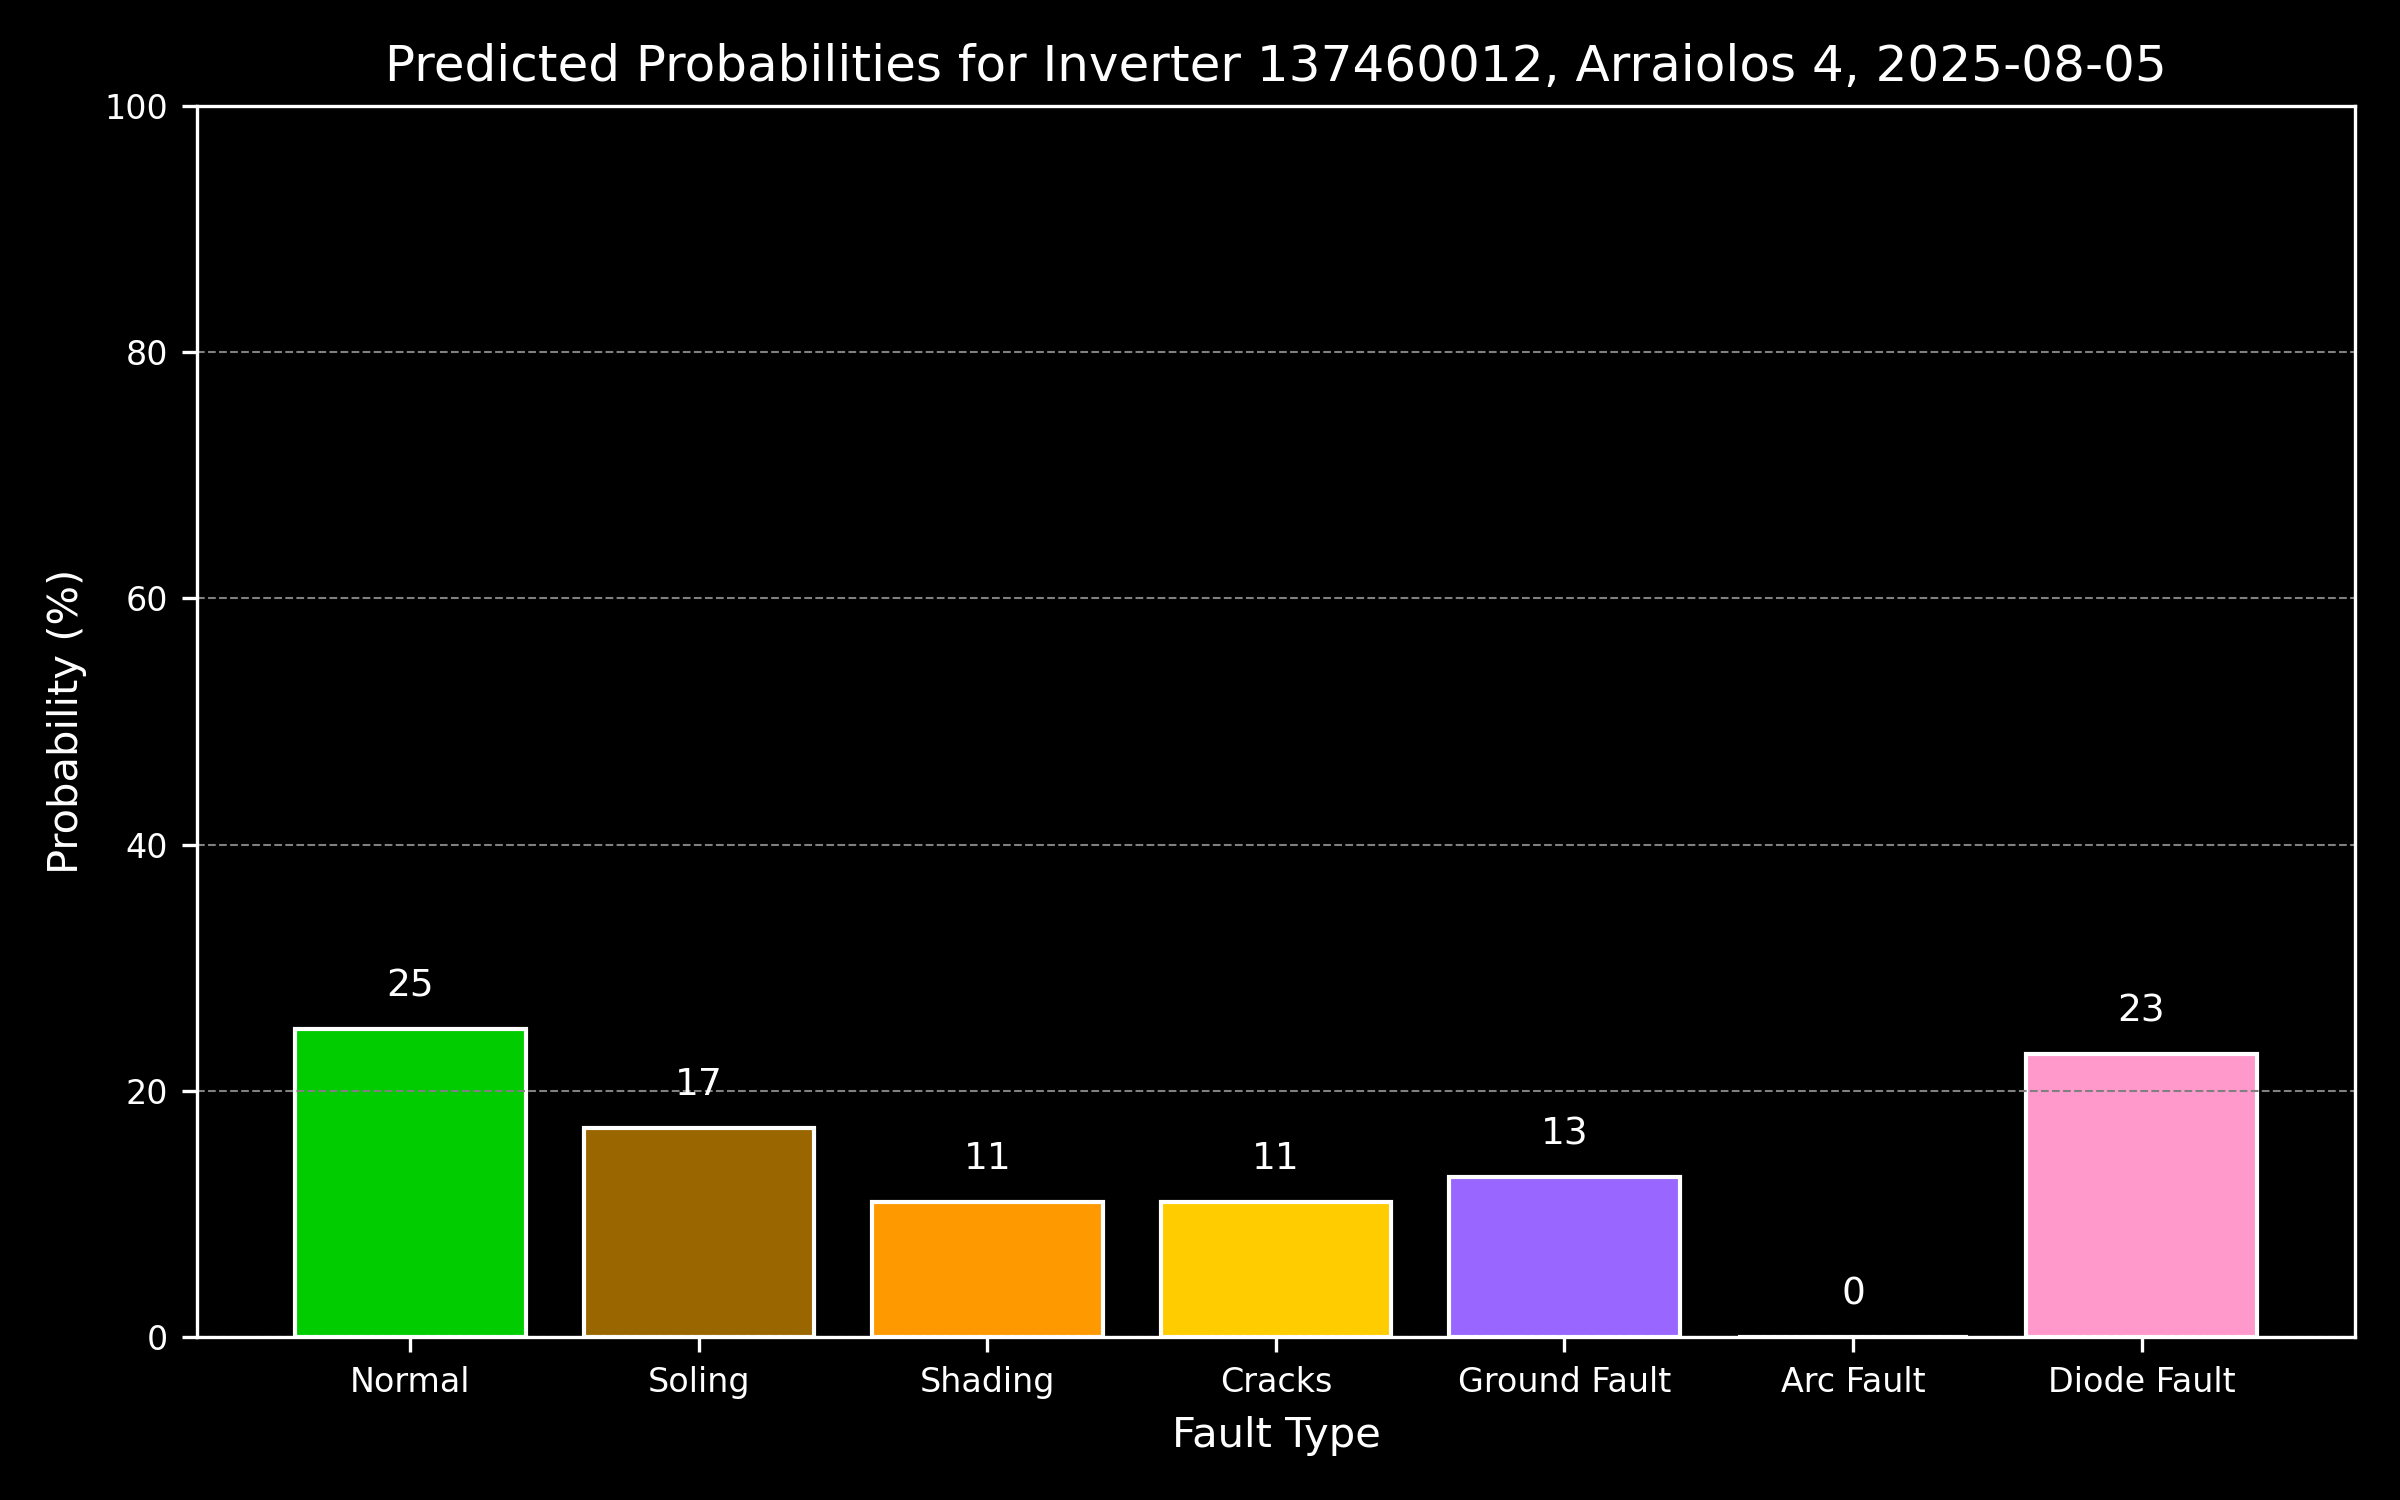 Predicted Probabilities for Inverter 137460012, Arraiolos 4, 2025-08-05
100
80
60
40
20
0
Probability (%)
25
17
11
11
13
0
23
Normal
Soling
Shading
Cracks
Ground Fault
Arc Fault
Diode Fault
Fault Type